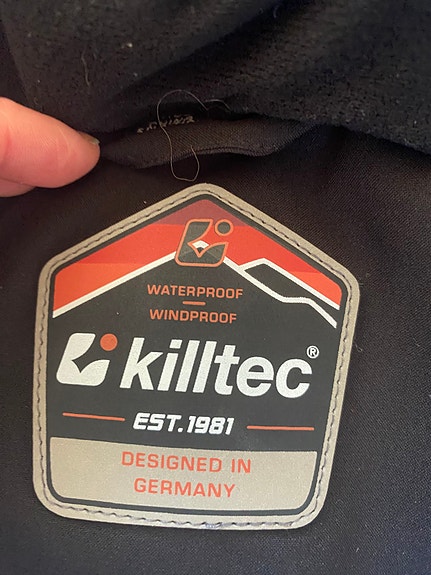 WATERPROOF
WINDPROOF
killtec®
EST.1981
DESIGNED IN
GERMANY